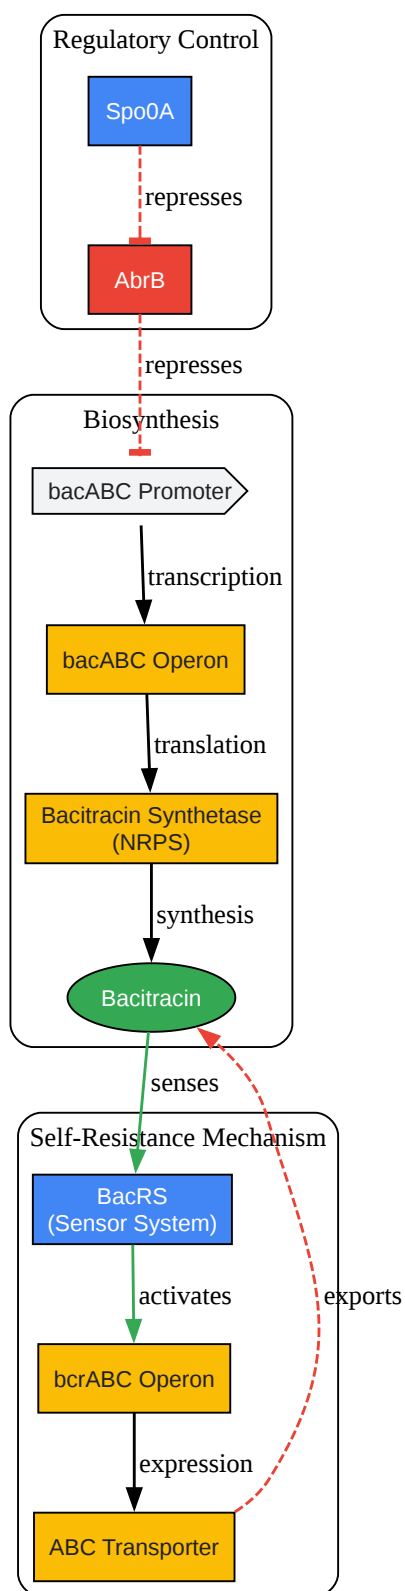 Regulatory Control
Spo0A
represses
AbrB
represses
Biosynthesis
bacABC Promoter
transcription
bacABC Operon
translation
Bacitracin Synthetase
(NRPS)
synthesis
Bacitracin
senses
Self-Resistance Mechanism
BacRS
(Sensor System)
activates
exports
bcrABC Operon
expression
ABC Transporter